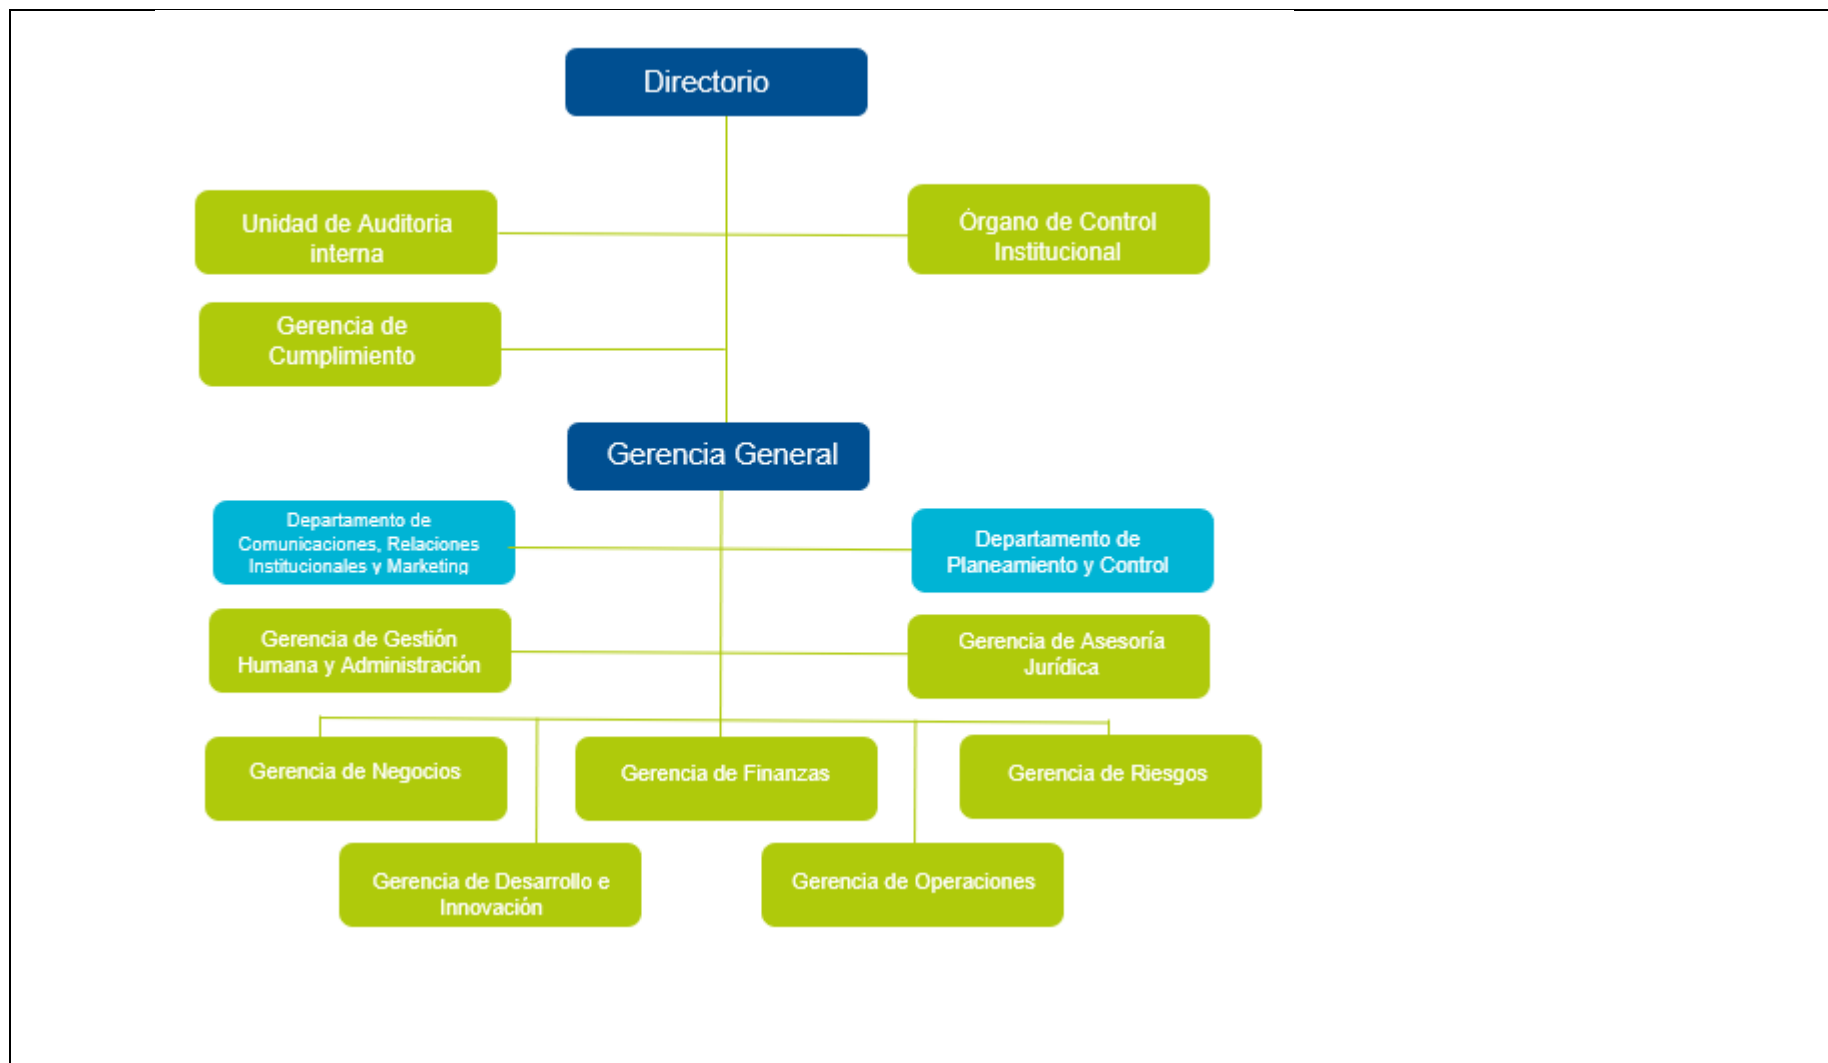 Directorio
Unidad de Auditoria
interna
Órgano de Control
Institucional
Gerencia de
Cumplimiento
Gerencia General
Departamento de
Comunicaciones, Relaciones
Institucionales y Marketing
Departamento de
Planeamiento y Control
Gerencia de Gestión
Humana y Administración
Gerencia de Asesoría
Jurídica
Gerencia de Negocios
Gerencia de Finanzas
Gerencia de Riesgos
Gerencia de Desarrollo e
Innovación
Gerencia de Operaciones